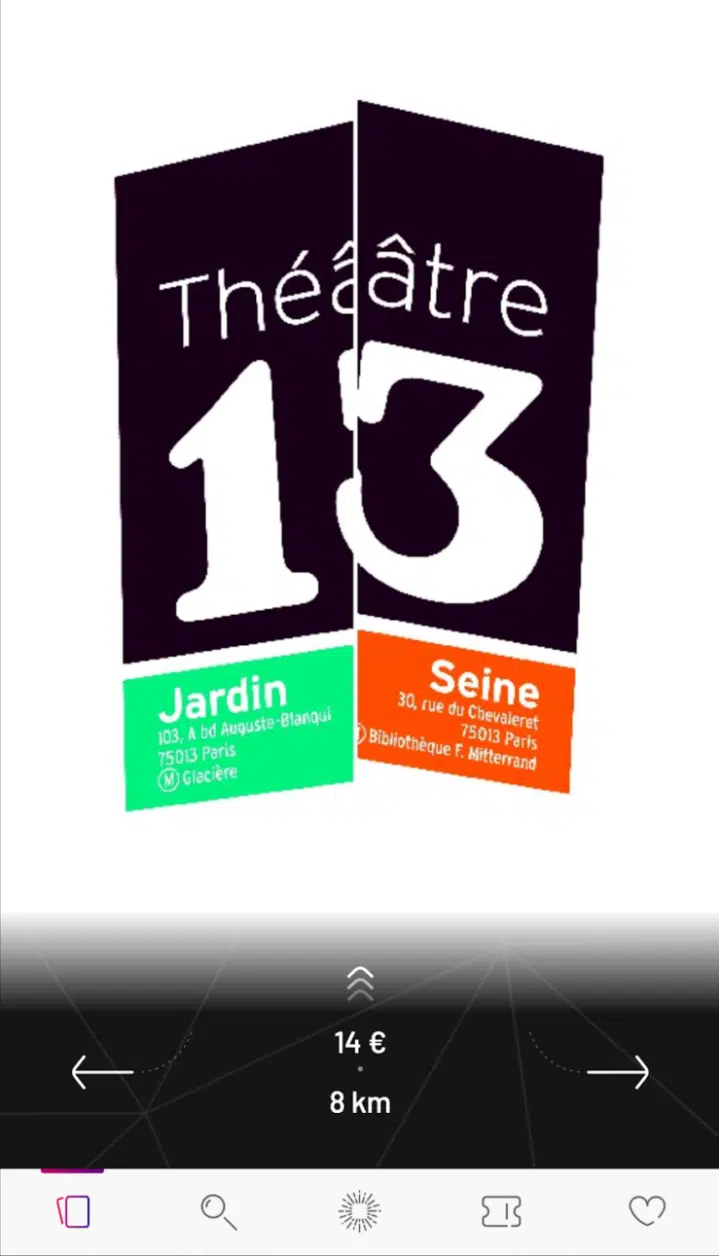 Théââtre
13
Jardin
103, A bd Auguste-Blanqui
75013 Paris
M Glacière
Seine
30, rue du Chevaleret
75013 Paris
Bibliothèque F. Mitterrand
14 €
8 km